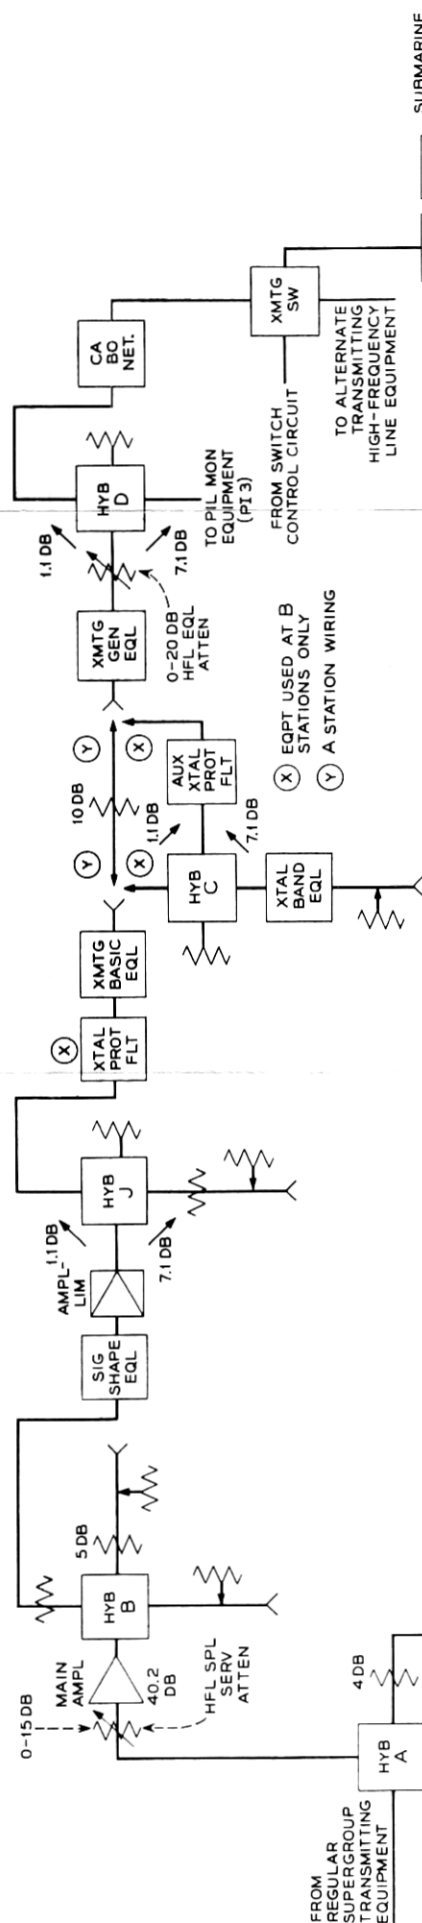 FROM
REGULAR
SUPERGROUP
TRANSMITTING
EQUIPMENT
HYB
A
4 DB
0-15 DB
MAIN
AMPL
40.2
DB
HFL SPL
SERV
ATTEN
HYB
B
5 DB
SIG
SHAPE
EQL
AMPL-
LIM
1.1 DB
7.1 DB
HYB
J
X
XTAL
PROT
FLT
XMTG
BASIC
EQL
Y
10 DB
Y
X
1.1 DB
X
HYB
C
AUX
XTAL
PROT
FLT
7.1 DB
XTAL
BAND
EQL
X EQPT USED AT B
STATIONS ONLY
Y A STATION WIRING
XMTG
GEN
EQL
0-20 DB
HFL EQL
ATTEN
1.1 DB
7.1 DB
HYB
D
TO PIL MON
EQUIPMENT
(PI 3)
CA
BO
NET.
FROM SWITCH
CONTROL CIRCUIT
XMTG
SW
TO ALTERNATE
TRANSMITTING
HIGH-FREQUENCY
LINE EQUIPMENT
SUBMARINE